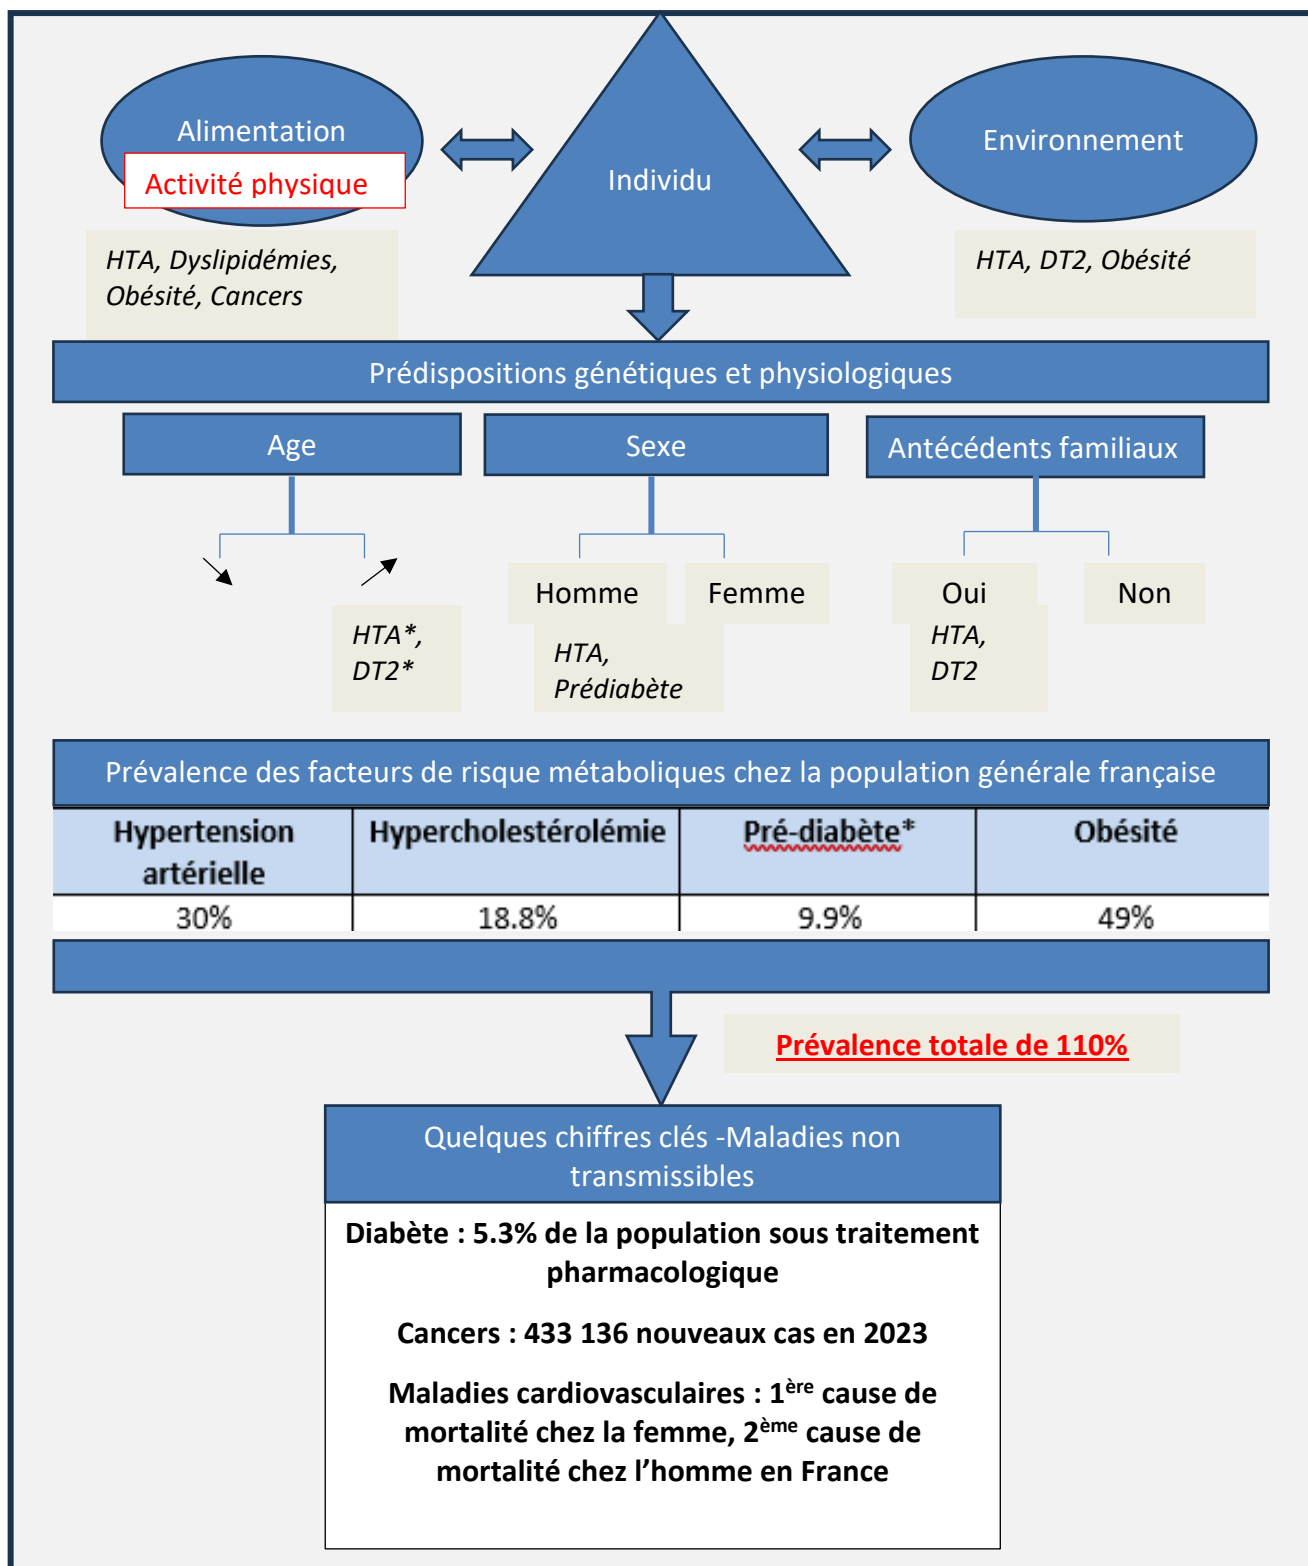 Alimentation
Activité physique
Individu
Environnement
HTA, Dyslipidémies,
Obésité, Cancers
HTA, DT2, Obésité
Prédispositions génétiques et physiologiques
Age
Sexe
Antécédents familiaux
Homme
Femme
Oui
Non
HTA*,
DT2*
HTA,
Prédiabète
HTA,
DT2
Prévalence des facteurs de risque métaboliques chez la population générale française
Hypertension
artérielle
Hypercholestérolémie
Pré-diabète*
Obésité
30%
18.8%
9.9%
49%
Prévalence totale de 110%
Quelques chiffres clés -Maladies non
transmissibles
Diabète : 5.3% de la population sous traitement
pharmacologique
Cancers : 433 136 nouveaux cas en 2023
Maladies cardiovasculaires : 1ère cause de
mortalité chez la femme, 2ème cause de
mortalité chez l’homme en France